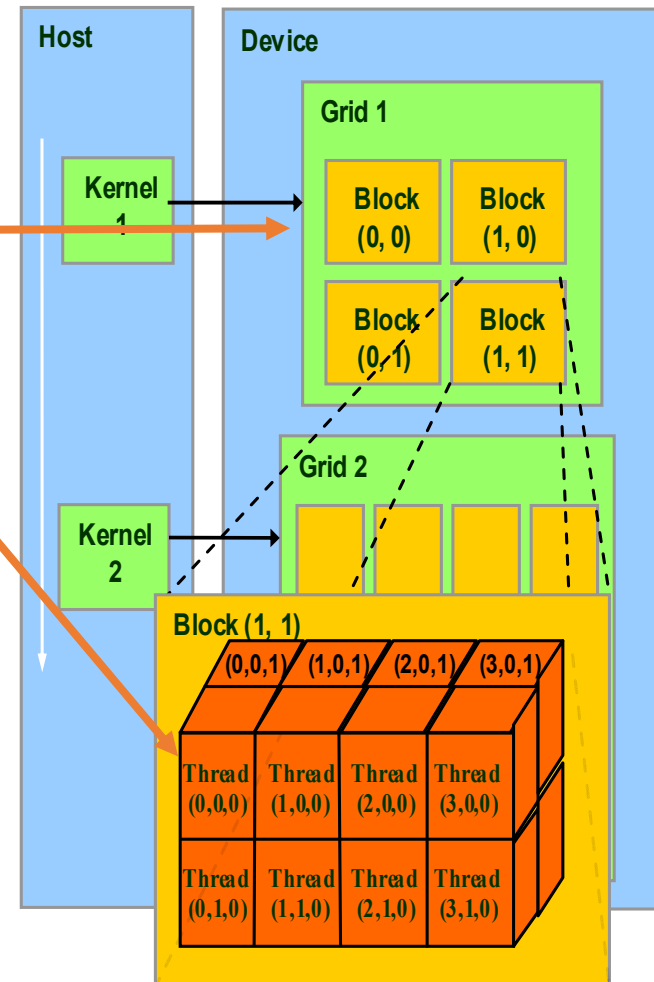 Host
Device
Grid 1
Kernel
1
Block
(0, 0)
Block
(1, 0)
Block
(0, 1)
Block
(1, 1)
Grid 2
Kernel
2
Block (1, 1)
(0,0,1) (1,0,1) (2,0,1) (3,0,1)
Thread
(0,0,0)
Thread
(1,0,0)
Thread
(2,0,0)
Thread
(3,0,0)
Thread
(0,1,0)
Thread
(1,1,0)
Thread
(2,1,0)
Thread
(3,1,0)